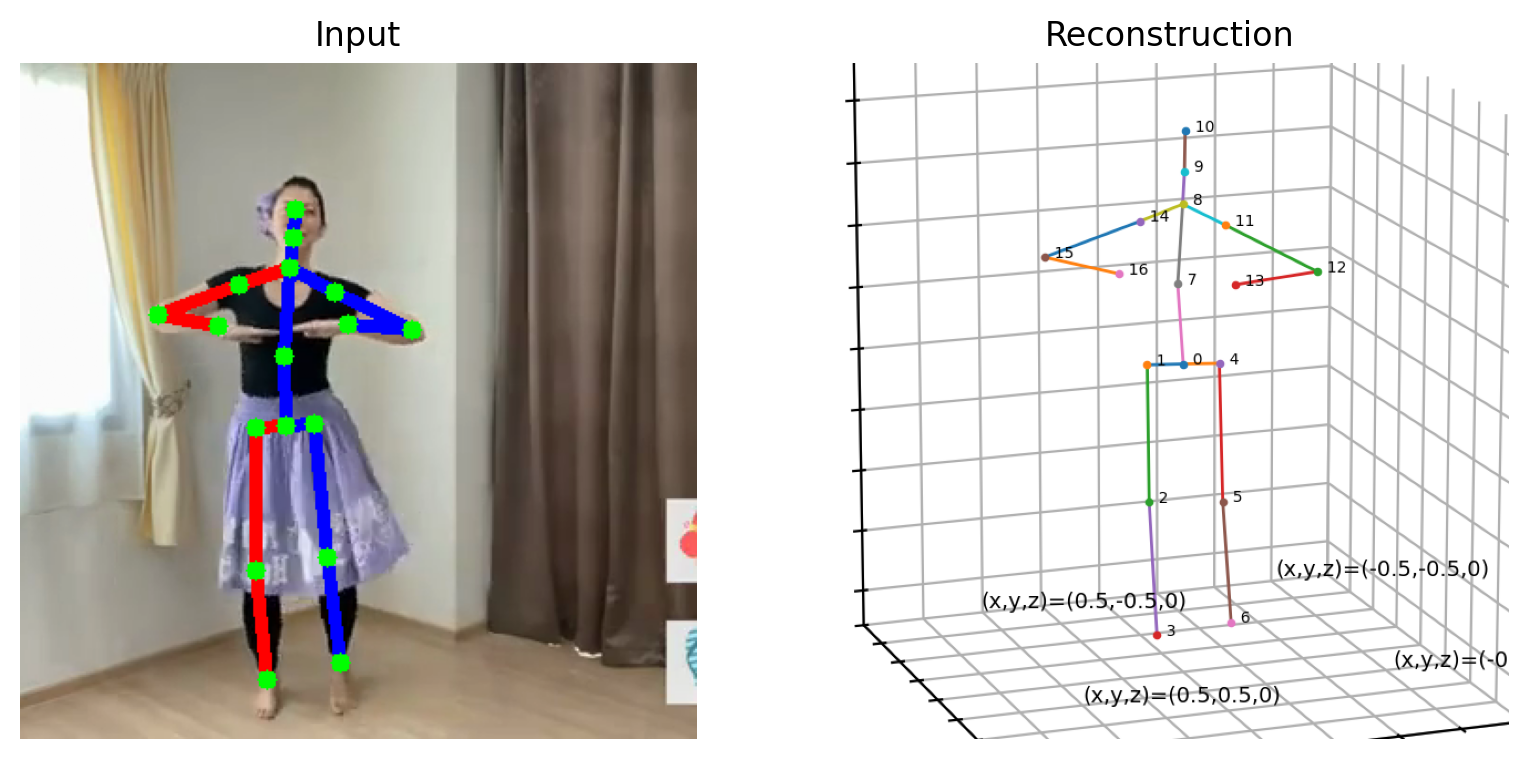 Input
Reconstruction
10
9
8
14
11
15
16
12
13
7
1
0
4
2
5
(x,y,z)=(-0.5,-0.5,0)
(x,y,z)=(0.5,-0.5,0)
3
6
(x,y,z)=(-0
(x,y,z)=(0.5,0.5,0)